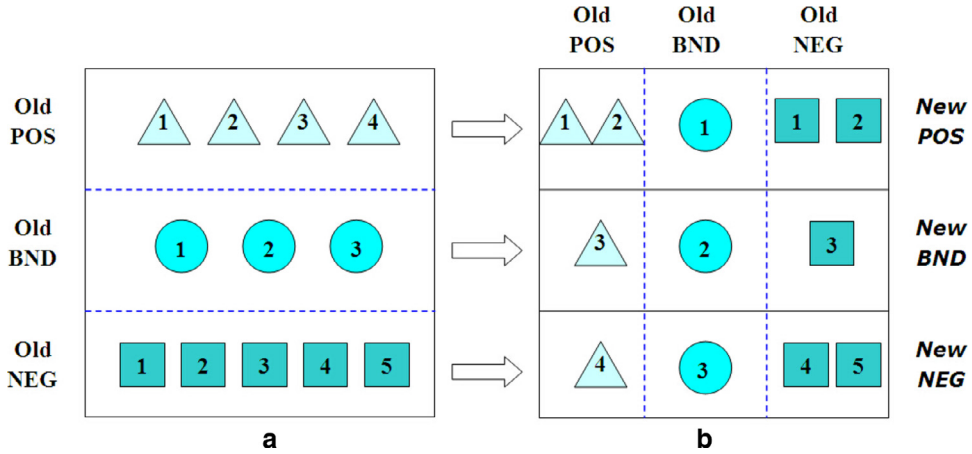 Old Old Old
POS BND NEG
Old
POS
1 2 3 4
1 2 1 1 2
New
POS
Old
BND
1 2 3
3 2 3
New
BND
Old
NEG
1 2 3 4 5
4 3 4 5
New
NEG
a b